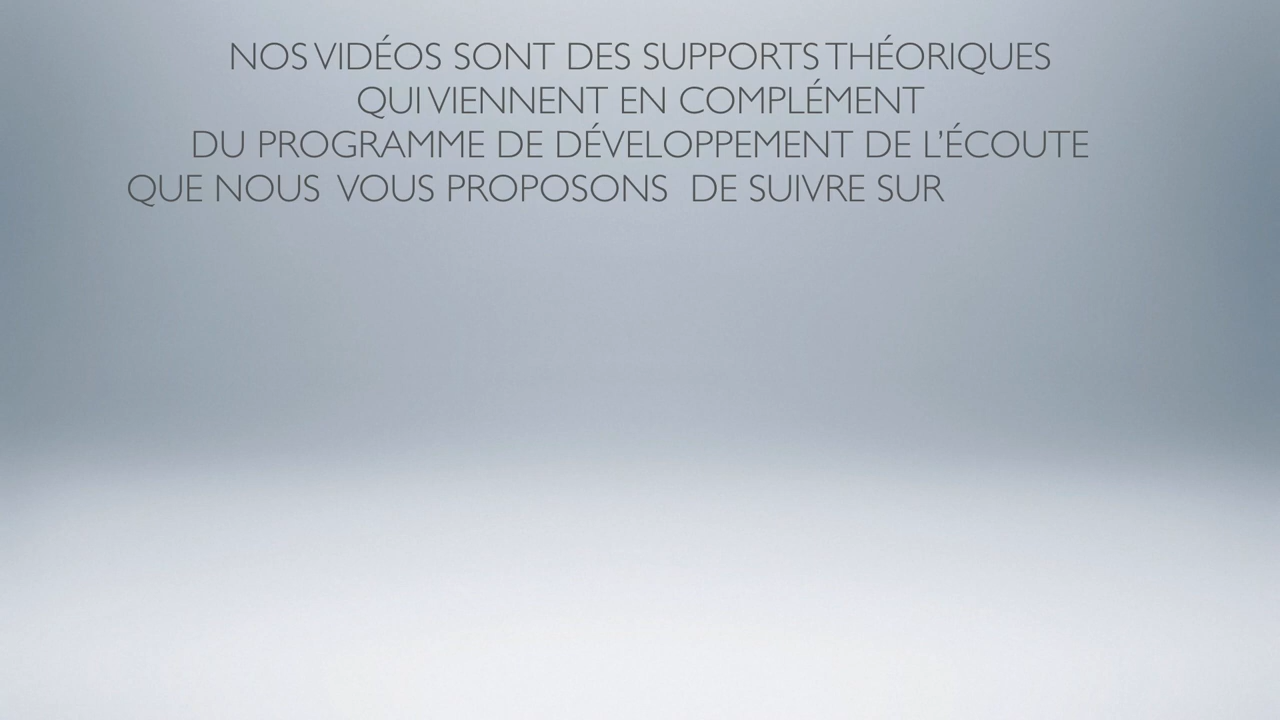 NOS VIDÉOS SONT DES SUPPORTS THÉORIQUES
QUI VIENNENT EN COMPLÉMENT
DU PROGRAMME DE DÉVELOPPEMENT DE L’ÉCOUTE
QUE NOUS VOUS PROPOSONS DE SUIVRE SUR